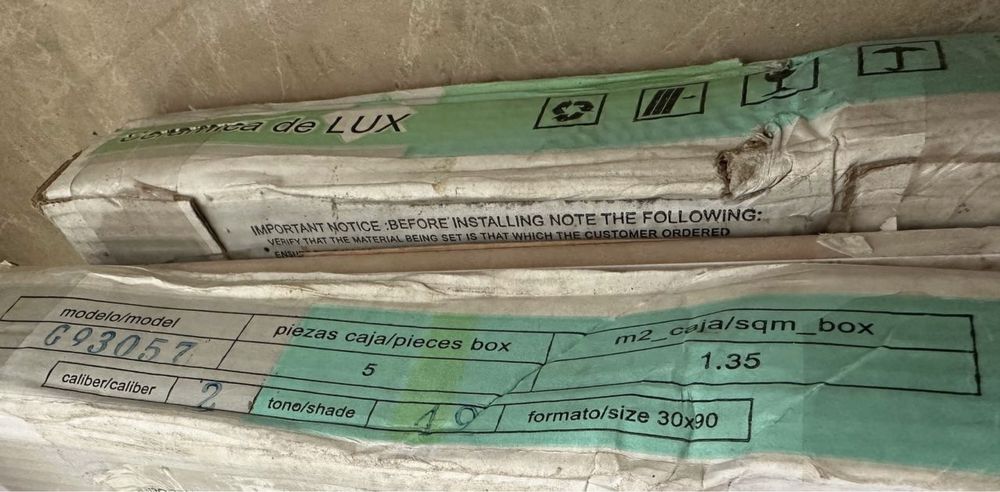 de LUX
IMPORTANT NOTICE :BEFORE INSTALLING NOTE THE FOLLOWING:
VERIFY THAT THE MATERIAL BEING SET IS THAT WHICH THE CUSTOMER ORDERED
modelo/model
G93057
piezas caja/pieces box
5
m2_caja/sqm_box
1.35
caliber/caliber
2
tono/shade
19
formato/size 30x90